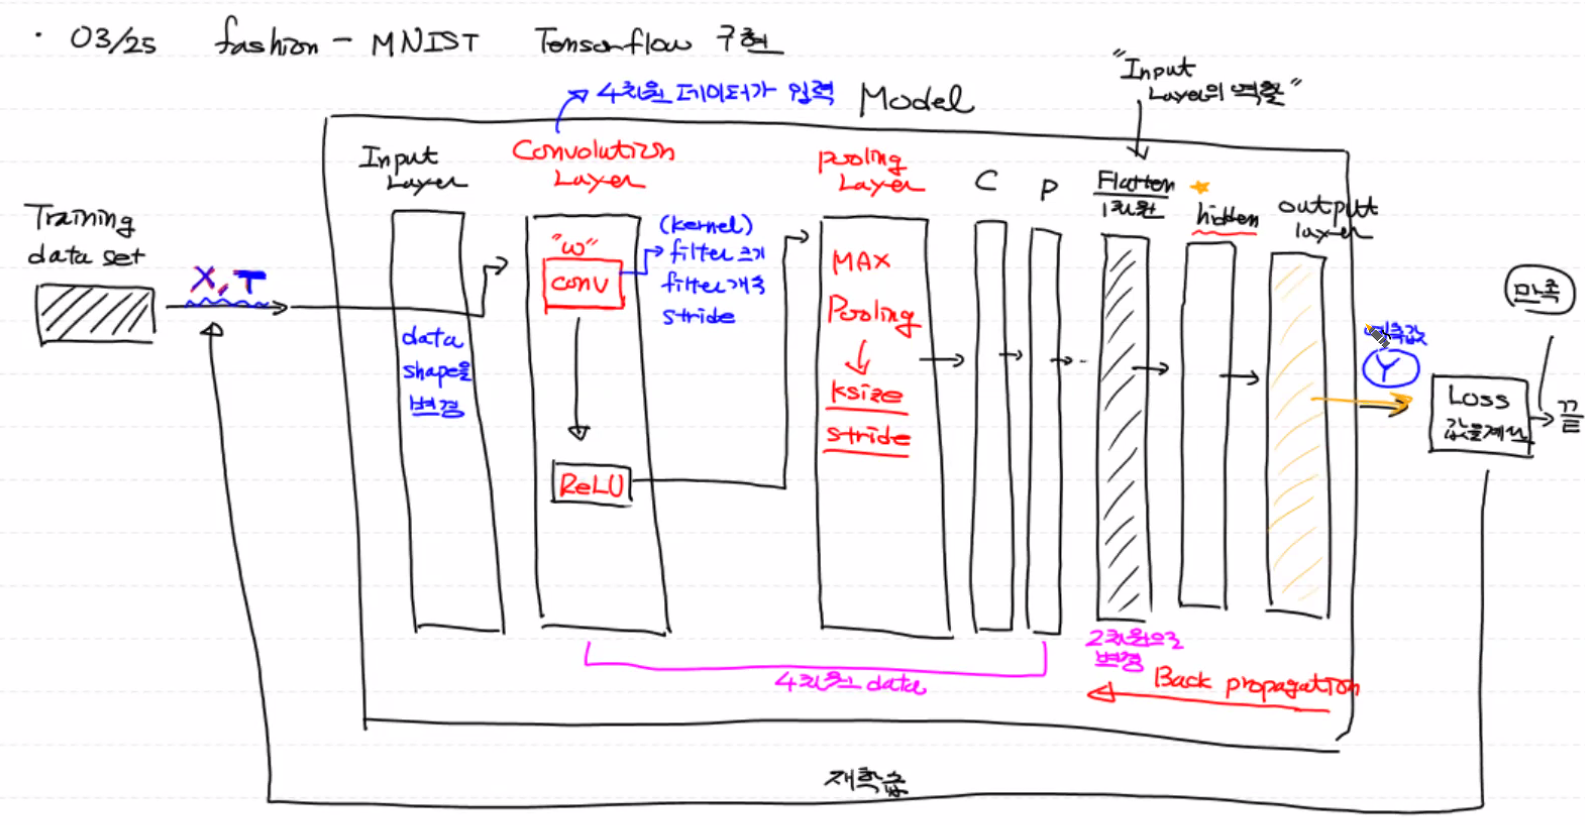 · 03/25 fashion - MNIST Tensorflow 구현
4차원 데이터가 입력
Model
"Input
Layer의 역할"
Input
Layer
Convolution
Layer
pooling
Layer
C
P
Flatten
1차원
hidden
output
layer
Training
data set
X, T
data
shape을
변경
"w"
conv
(kernel)
filter 크기
filter 개수
stride
ReLU
MAX
Pooling
ksize
stride
예측값
Y
만족
Loss
값을계산
끝
2차원으로
변경
4차원 data
Back propagation
재학습